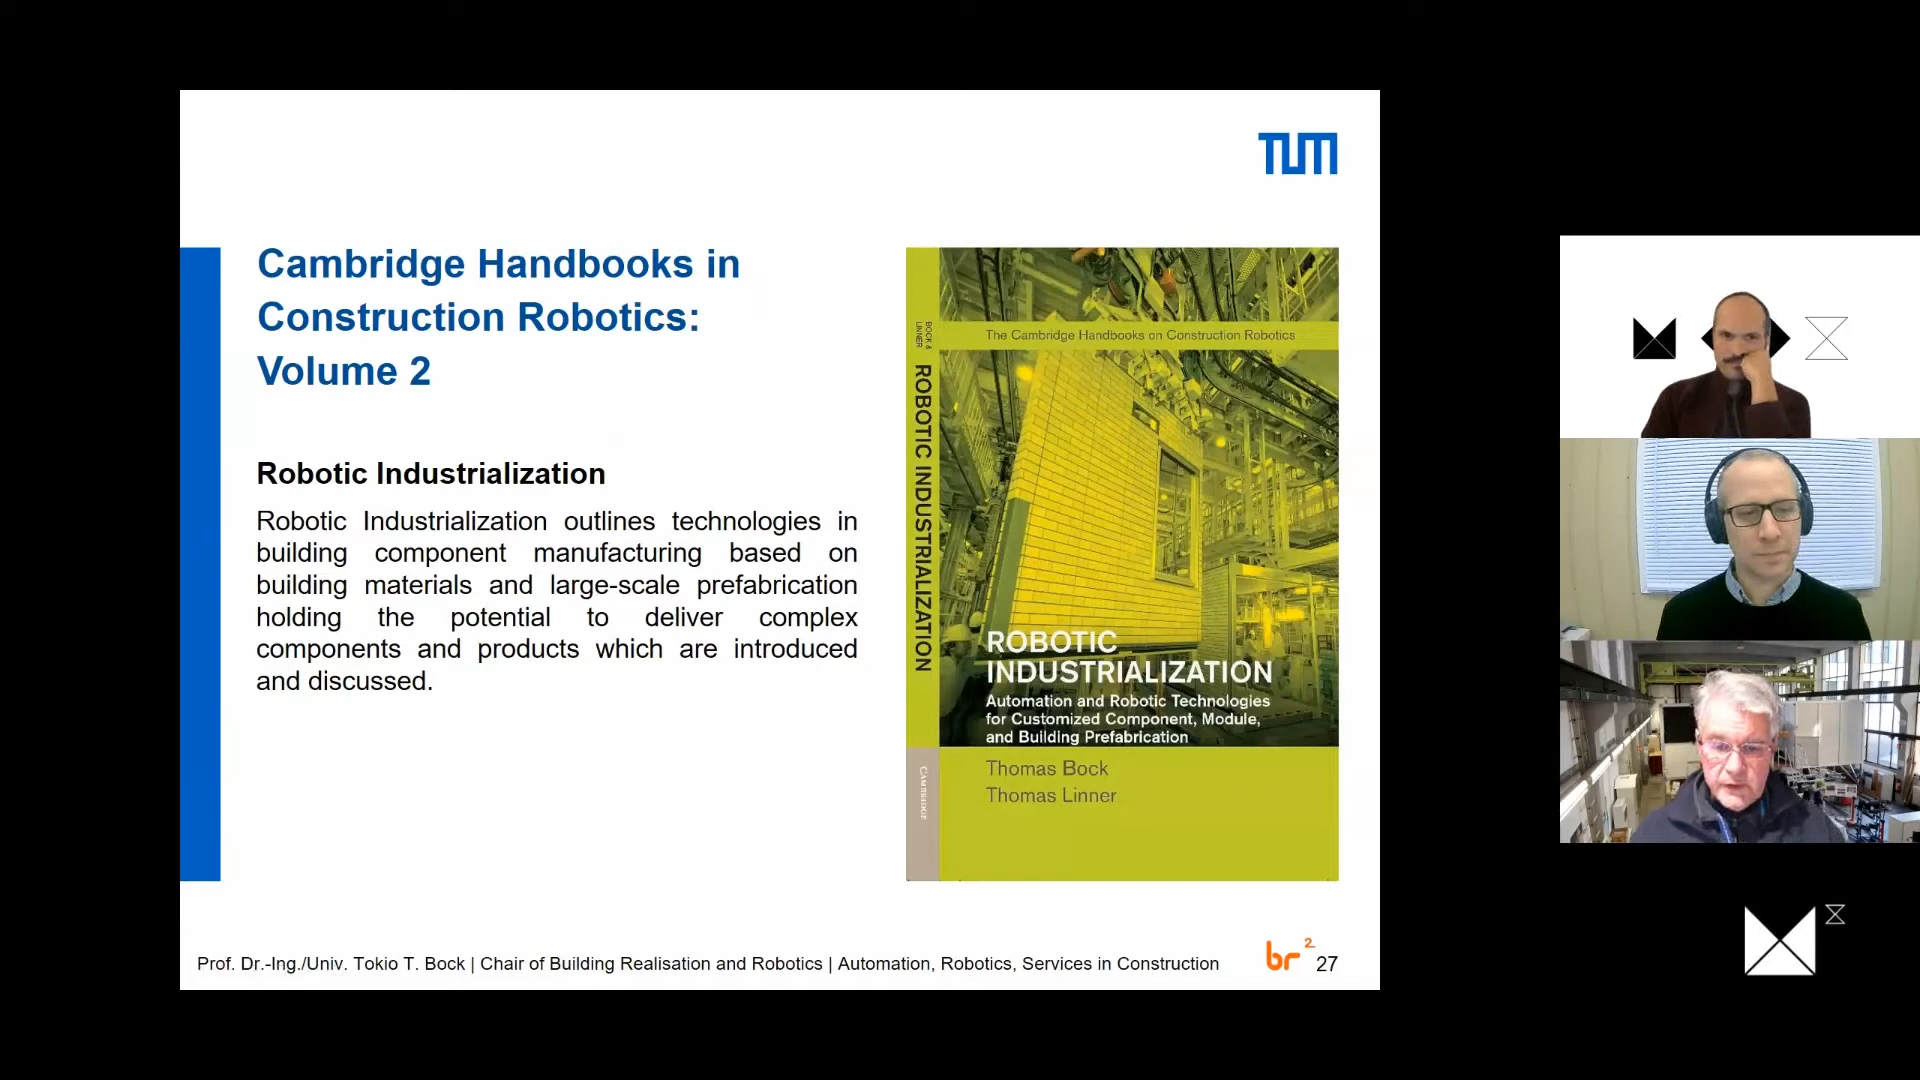 TUM
Cambridge Handbooks in
Construction Robotics:
Volume 2
Robotic Industrialization
Robotic Industrialization outlines technologies in
building component manufacturing based on
building materials and large-scale prefabrication
holding the potential to deliver complex
components and products which are introduced
and discussed.
BOCK &
LINNER
ROBOTIC INDUSTRIALIZATION
CAMBRIDGE
The Cambridge Handbooks on Construction Robotics
ROBOTIC
INDUSTRIALIZATION
Automation and Robotic Technologies
for Customized Component, Module,
and Building Prefabrication
Thomas Bock
Thomas Linner
Prof. Dr.-Ing./Univ. Tokio T. Bock | Chair of Building Realisation and Robotics | Automation, Robotics, Services in Construction
br2
27